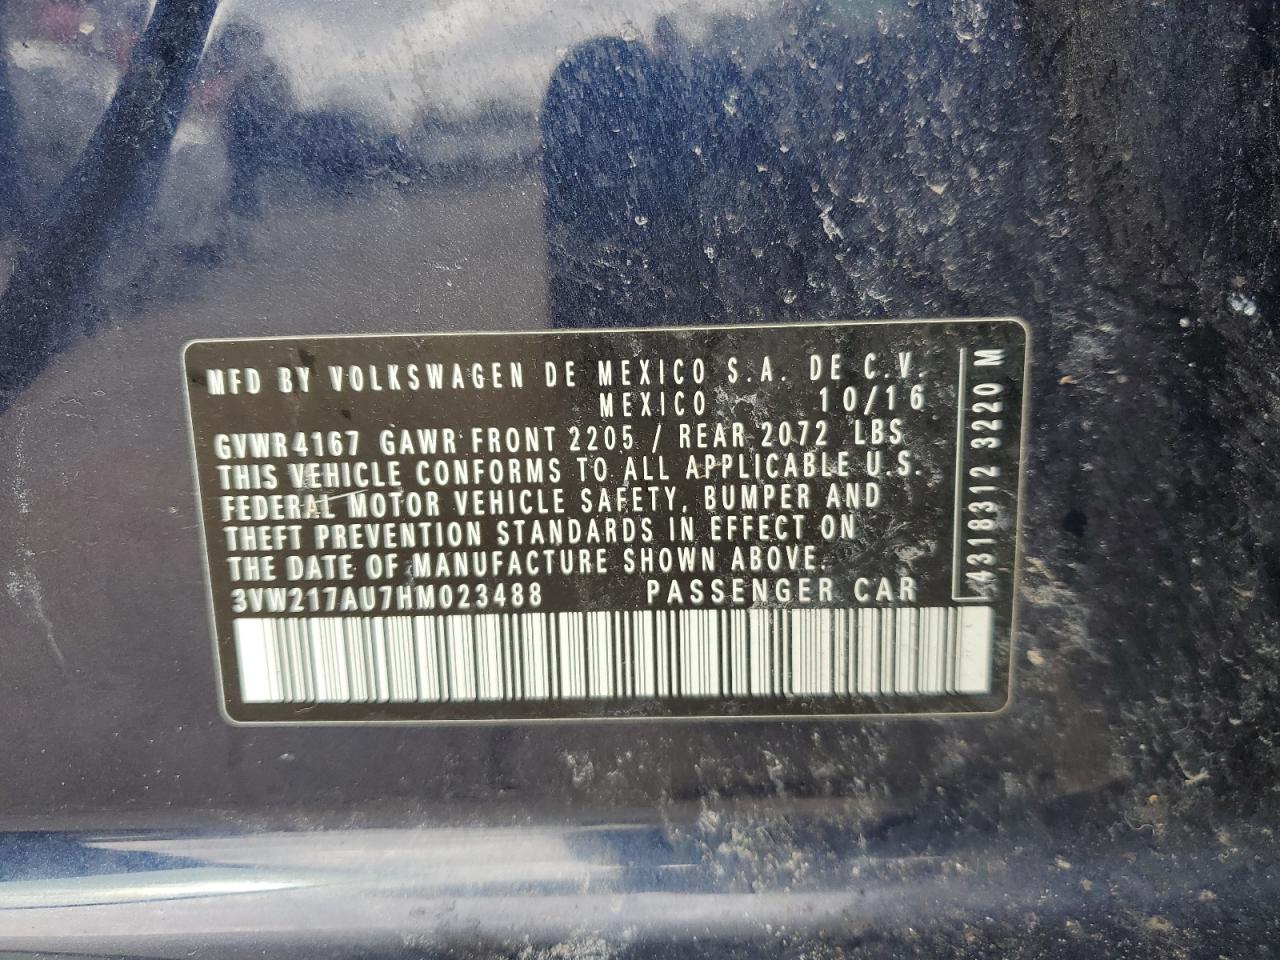 MFD BY VOLKSWAGEN DE MEXICO S.A. DE C.V.
MEXICO 10/16
GVWR 4167 GAWR FRONT 2205 / REAR 2072 LBS
THIS VEHICLE CONFORMS TO ALL APPLICABLE U.S.
FEDERAL MOTOR VEHICLE SAFETY, BUMPER AND
THEFT PREVENTION STANDARDS IN EFFECT ON
THE DATE OF MANUFACTURE SHOWN ABOVE.
3VW217AU7HM023488 PASSENGER CAR
4318312 3220 M